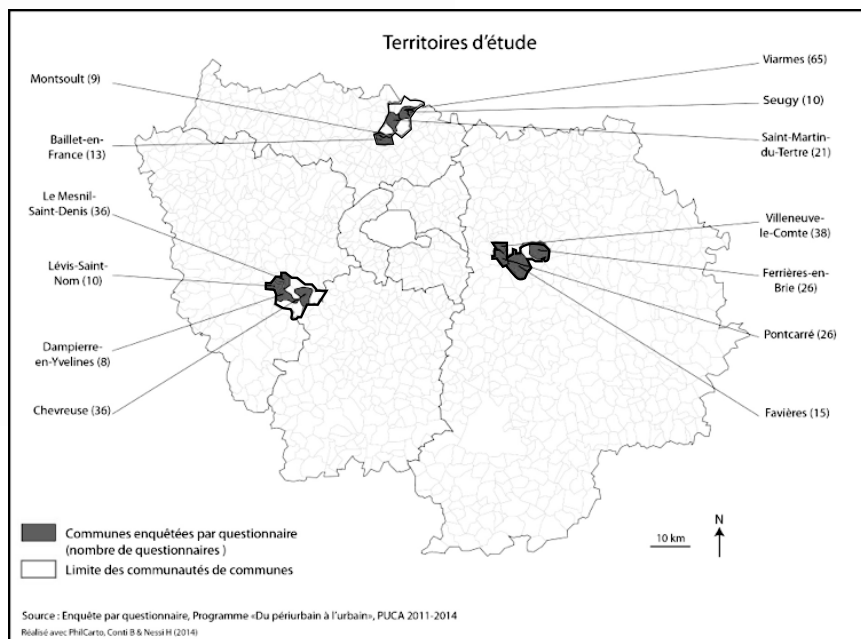 Territoires d'étude
Montsoult (9)
Baillet-en-
France (13)
Le Mesnil-
Saint-Denis (36)
Lévis-Saint-
Nom (10)
Dampierre-
en-Yvelines (8)
Chevreuse (36)
Viarmes (65)
Seugy (10)
Saint-Martin-
du-Tertre (21)
Villeneuve-
le-Comte (38)
Ferrières-en-
Brie (26)
Pontcarré (26)
Favières (15)
Communes enquêtées par questionnaire
(nombre de questionnaires )
Limite des communautés de communes
10 km
N
Source : Enquête par questionnaire, Programme «Du périurbain à l'urbain», PUCA 2011-2014
Réalisé avec PhilCarto, Conti B & Nessi H (2014)